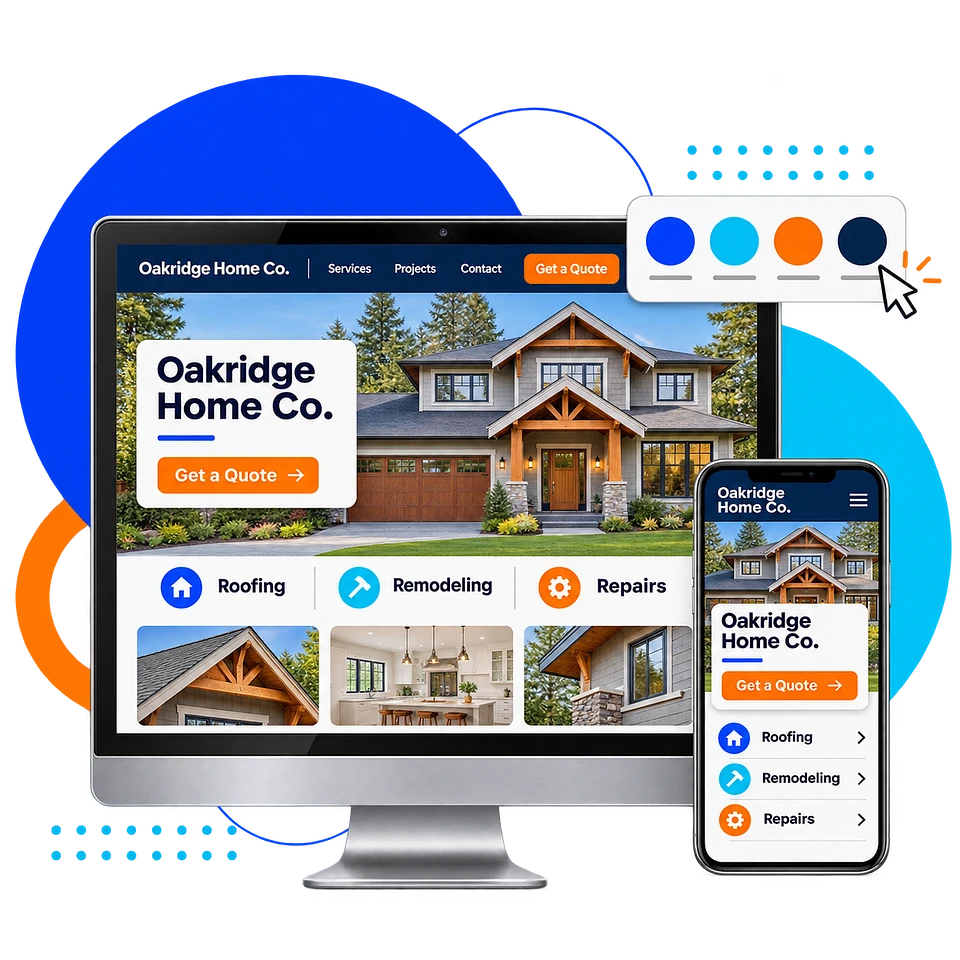 Oakridge Home Co.
Services
Projects
Contact
Get a Quote
Oakridge
Home Co.
Get a Quote →
Roofing
Remodeling
Repairs
Oakridge
Home Co.
Oakridge
Home Co.
Get a Quote →
Roofing
Remodeling
Repairs